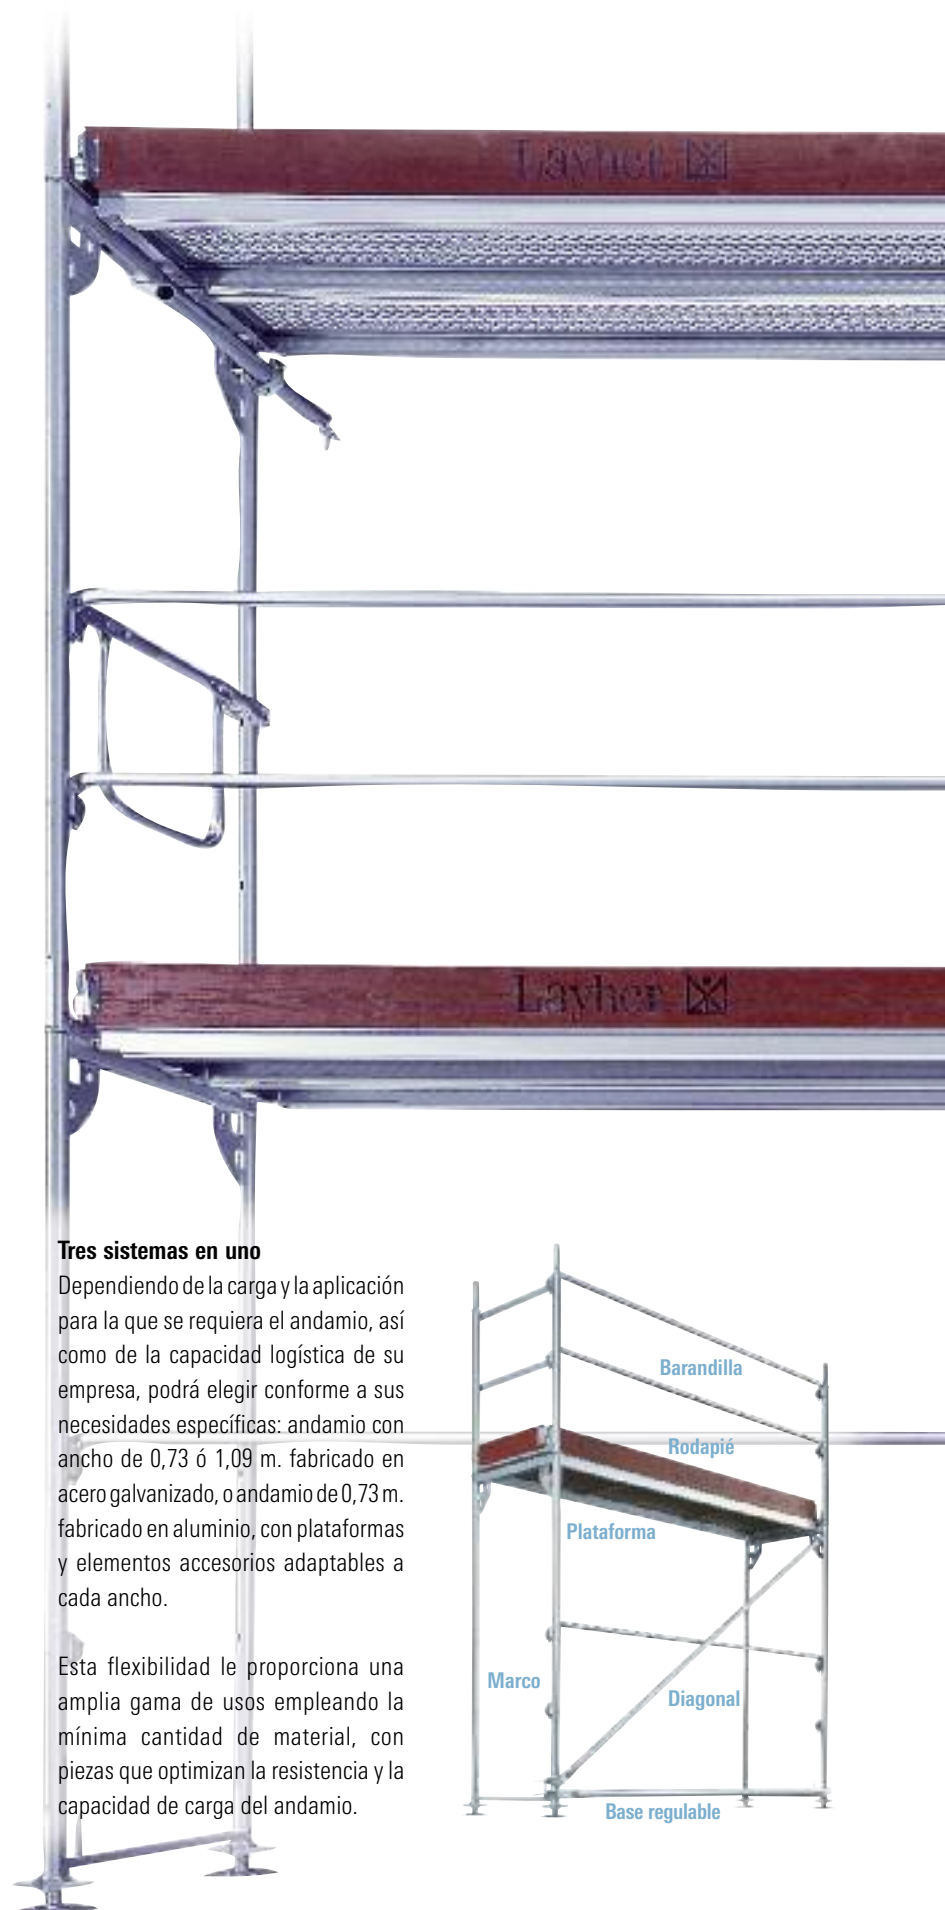 Layher
Layher
Tres sistemas en uno
Dependiendo de la carga y la aplicación
para la que se requiera el andamio, así
como de la capacidad logística de su
empresa, podrá elegir conforme a sus
necesidades específicas: andamio con
ancho de 0,73 ó 1,09 m. fabricado en
acero galvanizado, o andamio de 0,73 m.
fabricado en aluminio, con plataformas
y elementos accesorios adaptables a
cada ancho.
Esta flexibilidad le proporciona una
amplia gama de usos empleando la
mínima cantidad de material, con
piezas que optimizan la resistencia y la
capacidad de carga del andamio.
Barandilla
Rodapié
Plataforma
Marco
Diagonal
Base regulable